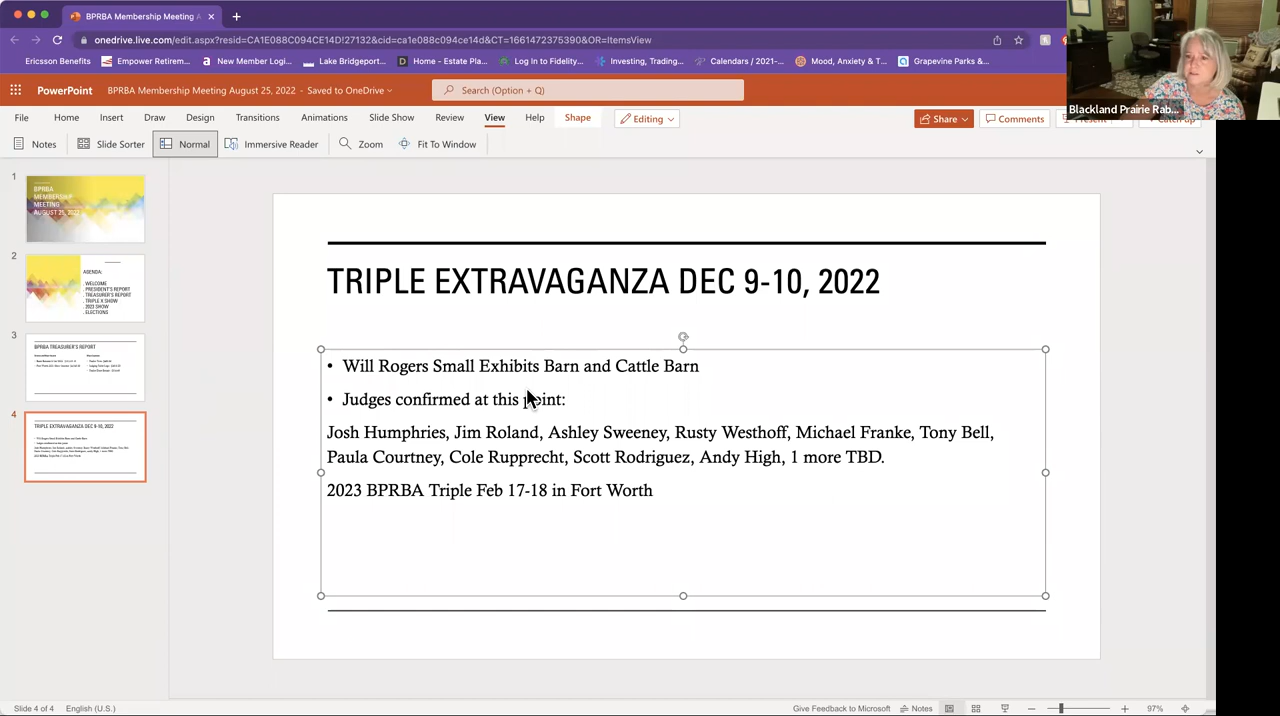 BPRBA Membership Meeting A
onedrive.live.com/edit.aspx?resid=CA1E088C094CE14D!27132&cid=ca1e088c094ce14d&CT=1661472375390&OR=ItemsView
Ericsson Benefits
Empower Retirem...
A New Member Logi...
Lake Bridgeport...
Home - Estate Pla...
Log In to Fidelity...
Investing, Trading...
Calendars / 2021-...
Mood, Anxiety & T...
Grapevine Parks &...
Blackland Prairie Rab...
PowerPoint
BPRBA Membership Meeting August 25, 2022 - Saved to OneDrive
Search (Option + Q)
File Home Insert Draw Design Transitions Animations Slide Show Review View Help Shape Editing Share Comments Present Catch up
Notes Slide Sorter Normal Immersive Reader Zoom Fit To Window
1
BPRBA
MEMBERSHIP
MEETING
AUGUST 25, 2022
2
AGENDA:
WELCOME
PRESIDENT'S REPORT
TREASURER'S REPORT
TRIPLE X SHOW
2023 SHOW
ELECTIONS
3
BPRBA TREASURER'S REPORT
4
TRIPLE EXTRAVAGANZA DEC 9-10, 2022
TRIPLE EXTRAVAGANZA DEC 9-10, 2022
• Will Rogers Small Exhibits Barn and Cattle Barn
• Judges confirmed at this point:
Josh Humphries, Jim Roland, Ashley Sweeney, Rusty Westhoff, Michael Franke, Tony Bell,
Paula Courtney, Cole Rupprecht, Scott Rodriguez, Andy High, 1 more TBD.
2023 BPRBA Triple Feb 17-18 in Fort Worth
Slide 4 of 4 English (U.S.) Give Feedback to Microsoft Notes 97%